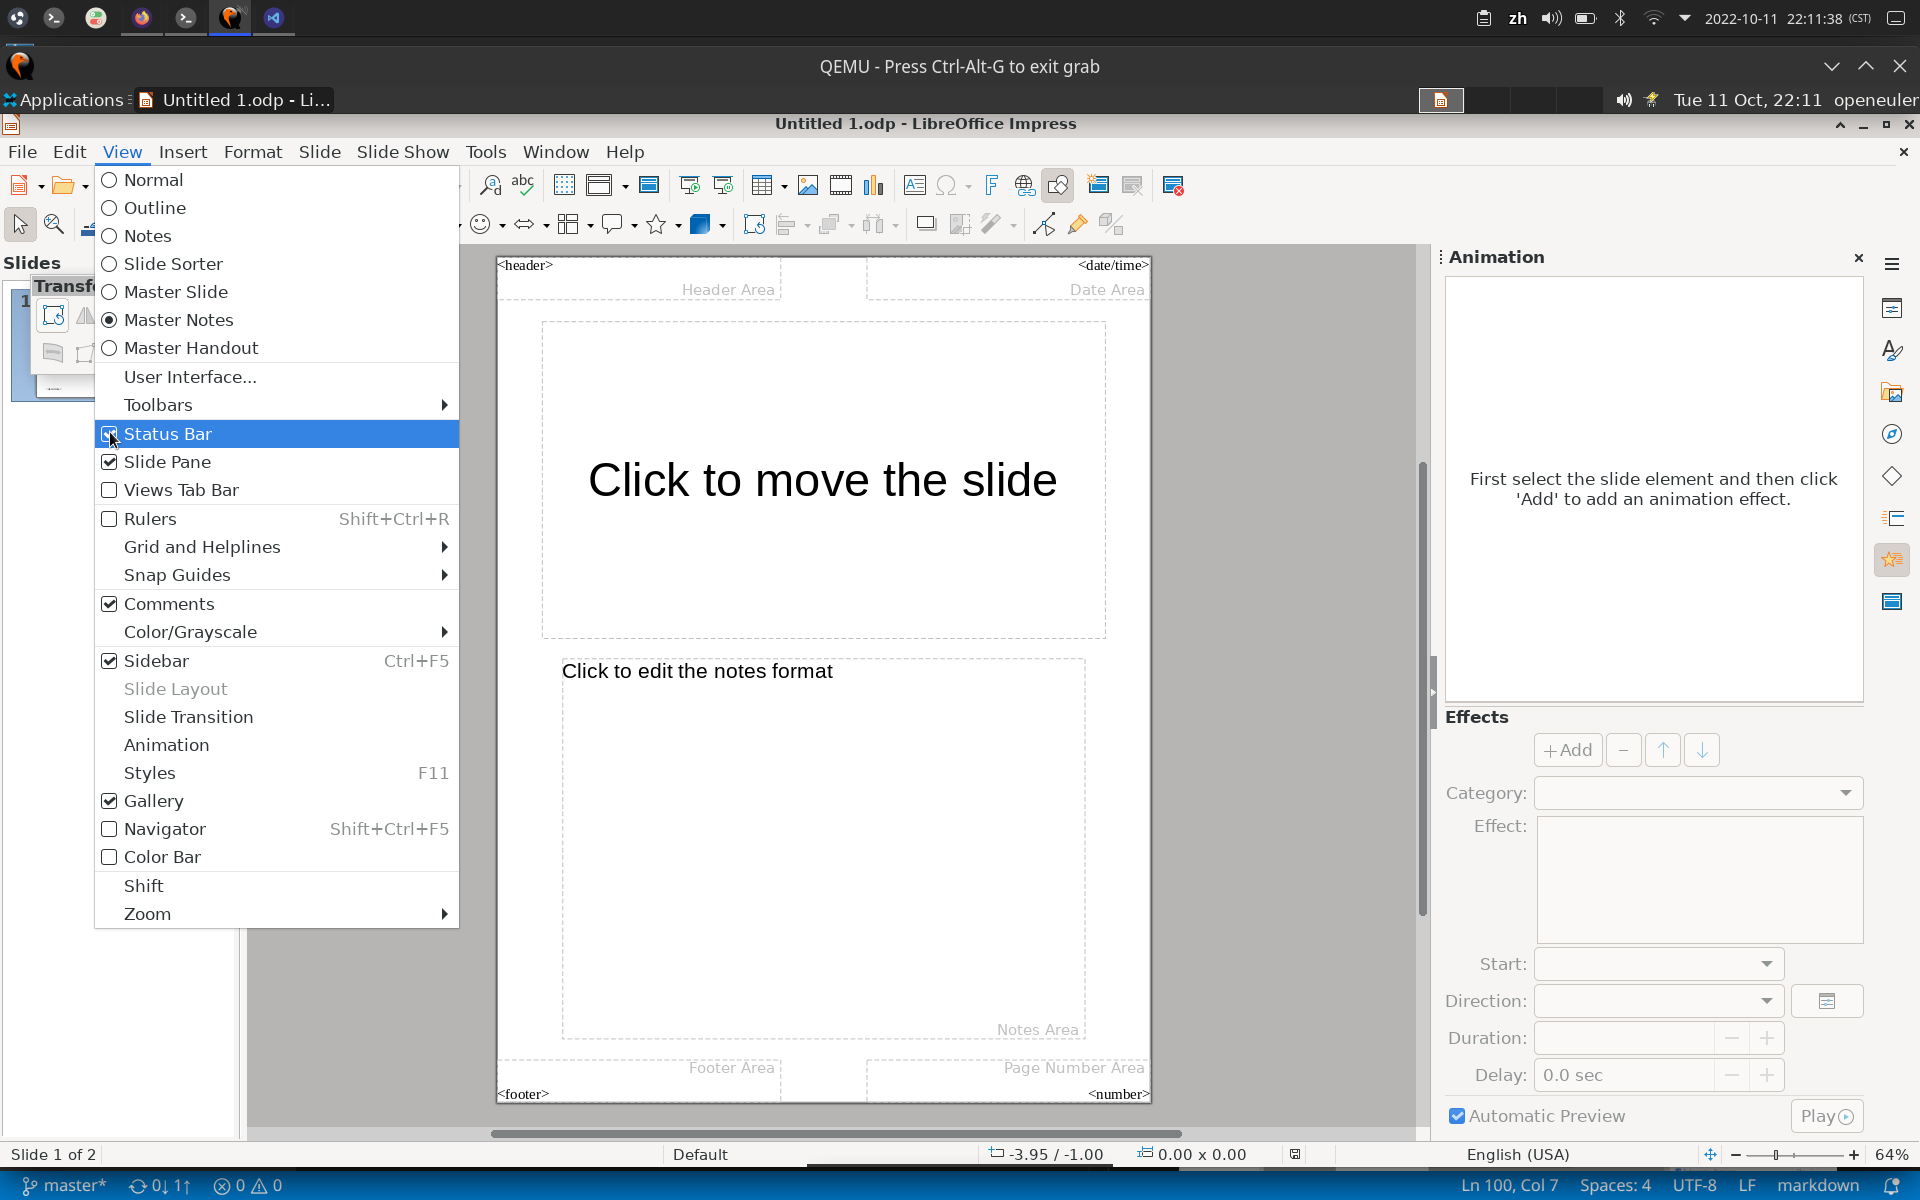 zh
2022-10-11 22:11:38 (CST)
QEMU - Press Ctrl-Alt-G to exit grab
Applications
Untitled 1.odp - Li...
Tue 11 Oct, 22:11 openeuler
Untitled 1.odp - LibreOffice Impress
File Edit View Insert Format Slide Slide Show Tools Window Help
Normal
Outline
Notes
Slide Sorter
Master Slide
Master Notes
Master Handout
User Interface...
Toolbars
Status Bar
Slide Pane
Views Tab Bar
Rulers Shift+Ctrl+R
Grid and Helplines
Snap Guides
Comments
Color/Grayscale
Sidebar Ctrl+F5
Slide Layout
Slide Transition
Animation
Styles F11
Gallery
Navigator Shift+Ctrl+F5
Color Bar
Shift
Zoom
abc
Slides
1
Transfo
<header>
<date/time>
Header Area
Date Area
Click to move the slide
Click to edit the notes format
Notes Area
Footer Area
Page Number Area
<footer>
<number>
Animation
First select the slide element and then click
'Add' to add an animation effect.
Effects
Add
Category:
Effect:
Start:
Direction:
Duration:
Delay: 0.0 sec
Automatic Preview
Play
Slide 1 of 2
Default
-3.95 / -1.00
0.00 x 0.00
English (USA)
64%
master*
0↓ 1↑
0 0
Ln 100, Col 7
Spaces: 4
UTF-8
LF
markdown